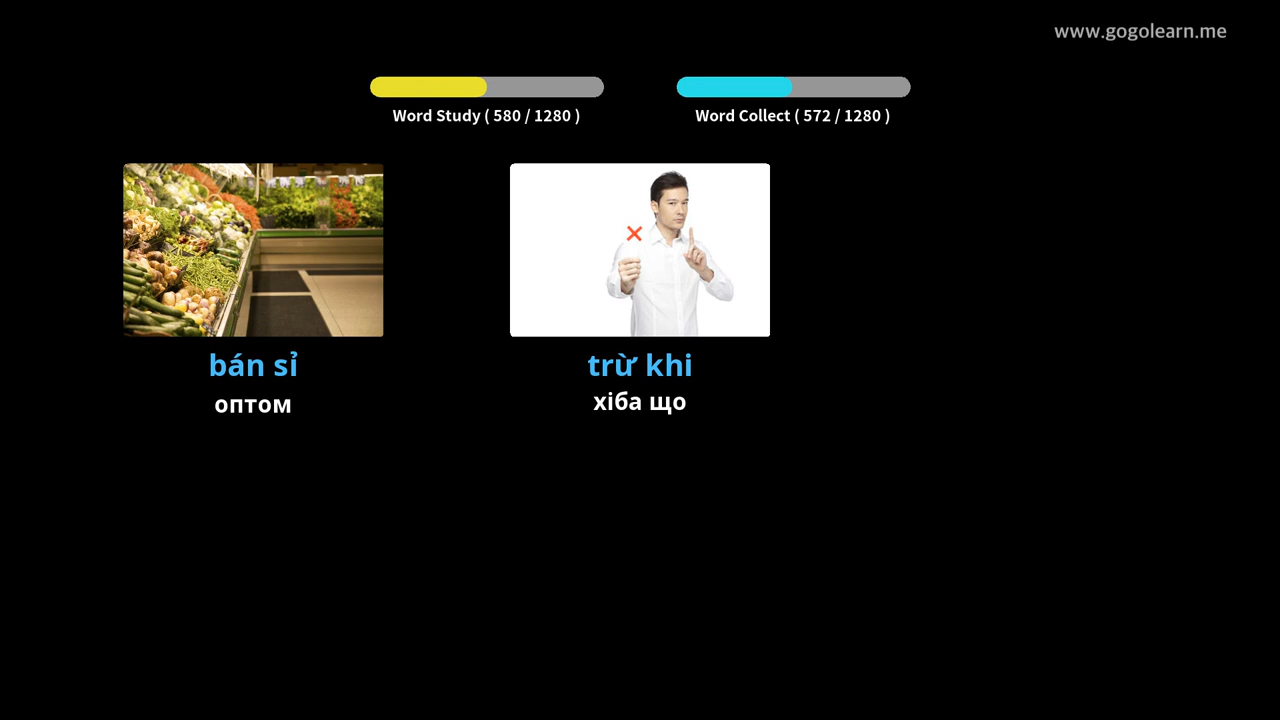 www.gogolearn.me
Word Study ( 580 / 1280 )
Word Collect ( 572 / 1280 )
bán sỉ
оптом
trừ khi
хіба що